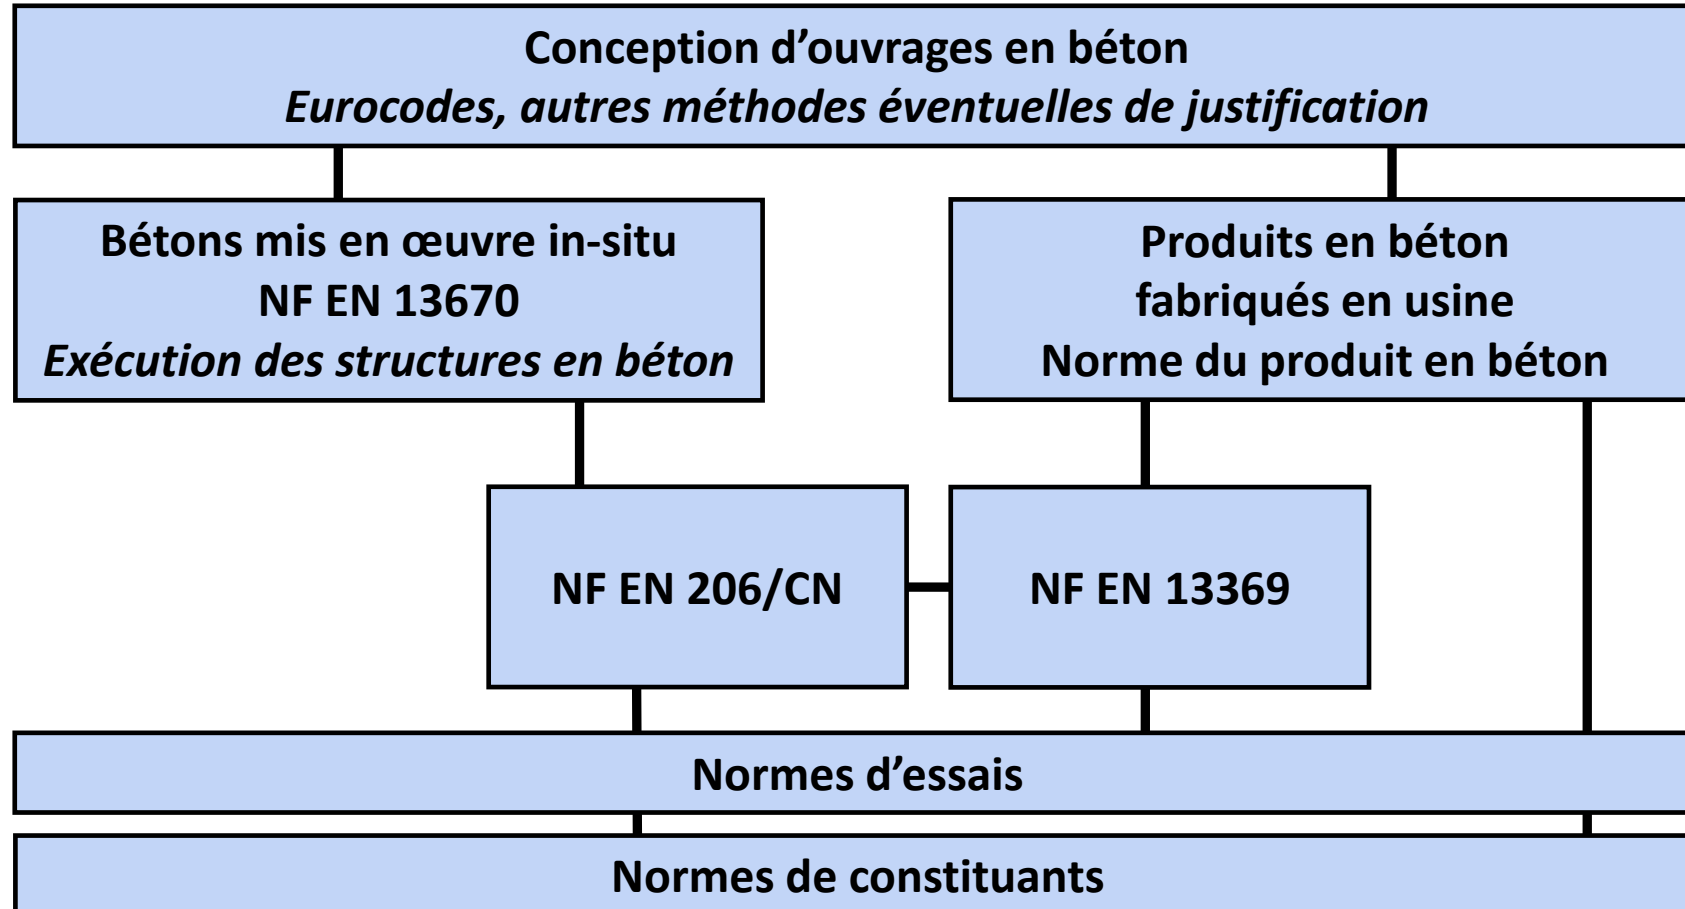 Conception d’ouvrages en béton
Eurocodes, autres méthodes éventuelles de justification
Bétons mis en œuvre in-situ
NF EN 13670
Exécution des structures en béton
Produits en béton
fabriqués en usine
Norme du produit en béton
NF EN 206/CN
NF EN 13369
Normes d’essais
Normes de constituants